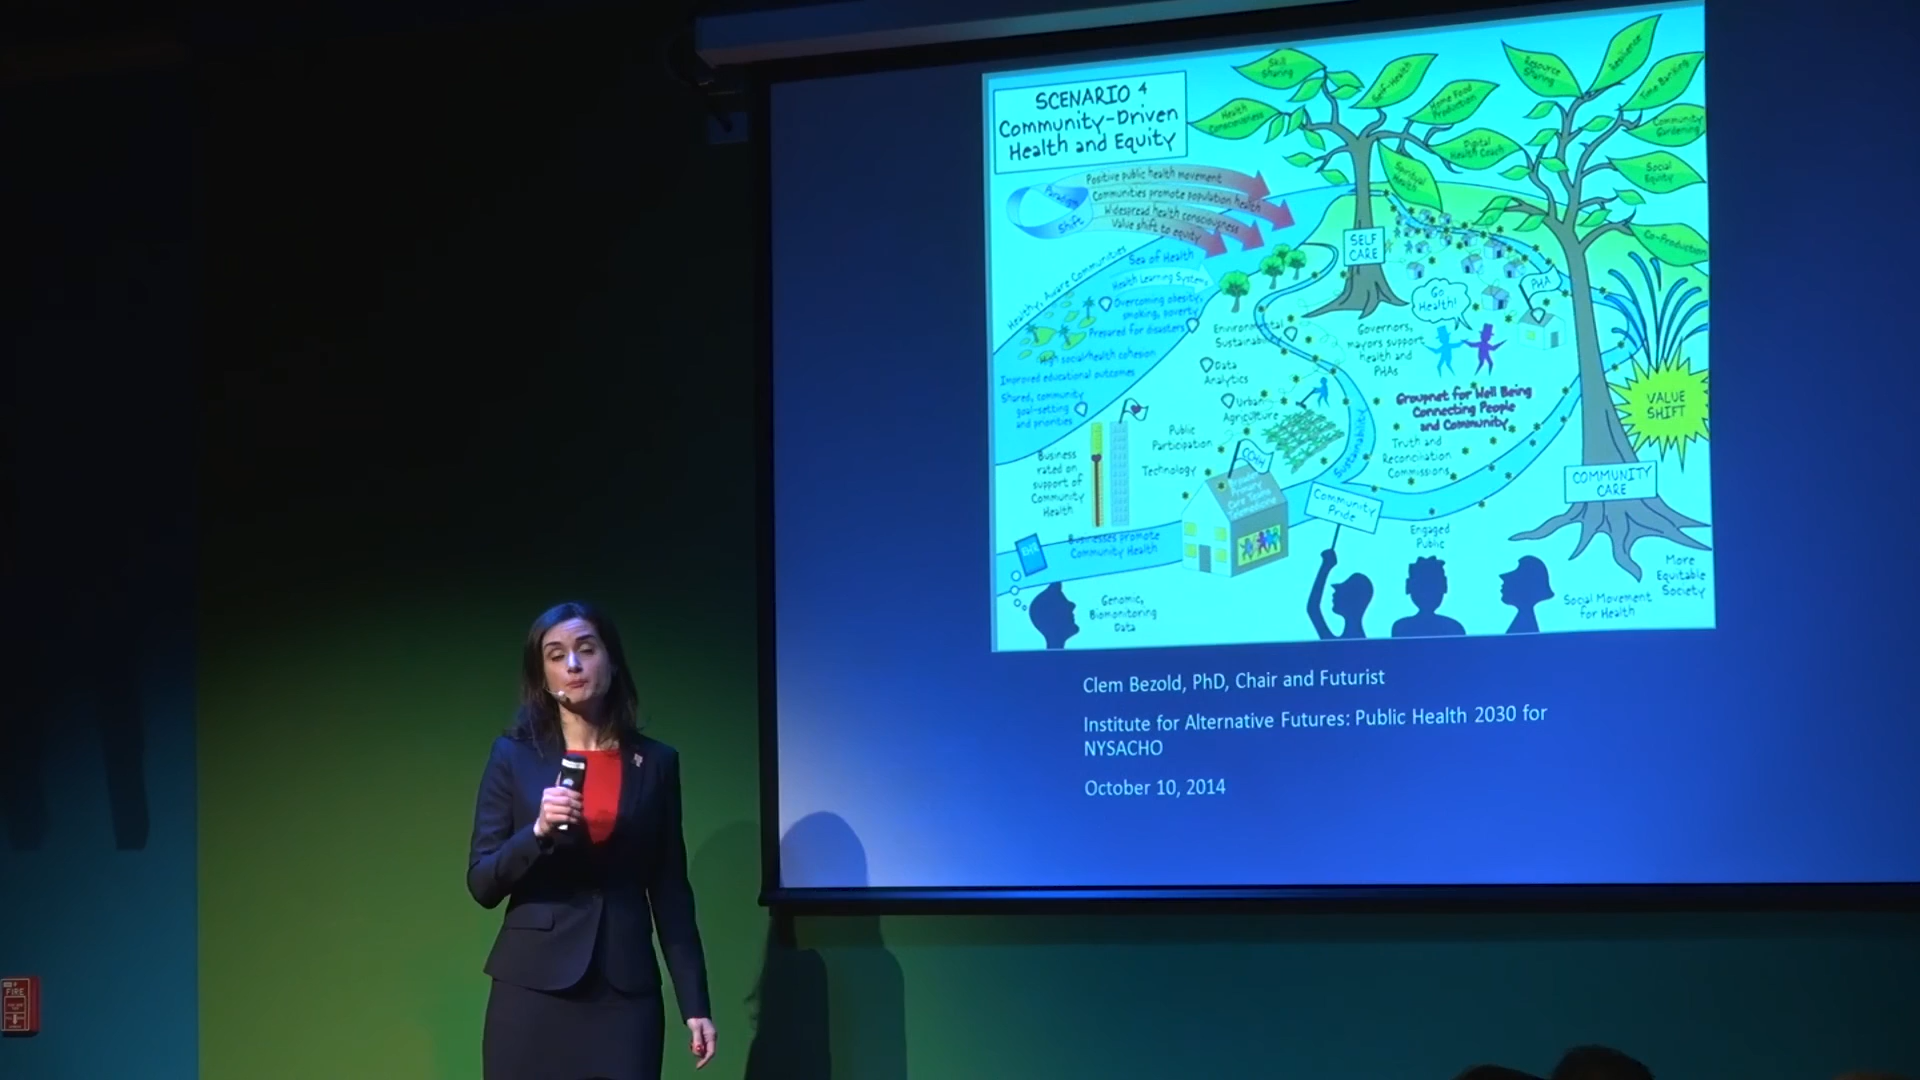 SCENARIO 4
Community-Driven
Health and Equity
Paradigm
Shift
Positive public health movement
Communities promote population health
Widespread health consciousness
Value shift to equity
Skill
Sharing
Health
Consciousness
Self-Health
Home Food
Production
Digital
Health Coach
Spiritual
Health
Resource
Sharing
Resilience
Time Banking
Community
Gardening
Social
Equity
Co-Production
SELF
CARE
Healthy, Aware Communities
Sea of Health
Health Learning Systems
Overcoming obesity,
smoking, poverty
Prepared for disasters
High social/health cohesion
Improved educational outcomes
Shared, community
goal-setting
and priorities
Environmental
Sustainability
Data
Analytics
Urban
Agriculture
Public
Participation
Technology
Go
Health!
PHA
Governors,
mayors support
health and
PHAs
Groupnet for Well Being
Connecting People
and Community
Truth and
Reconciliation
Commissions
Sustainability
VALUE
SHIFT
COMMUNITY
CARE
Business
rated on
support of
Community
Health
CCHH
Primary
Care Teams
Businesses promote
Community Health
Community
Pride
Engaged
Public
Genomic,
Biomonitoring
Data
Social Movement
for Health
More
Equitable
Society
Clem Bezold, PhD, Chair and Futurist
Institute for Alternative Futures: Public Health 2030 for
NYSACHO
October 10, 2014
FIRE